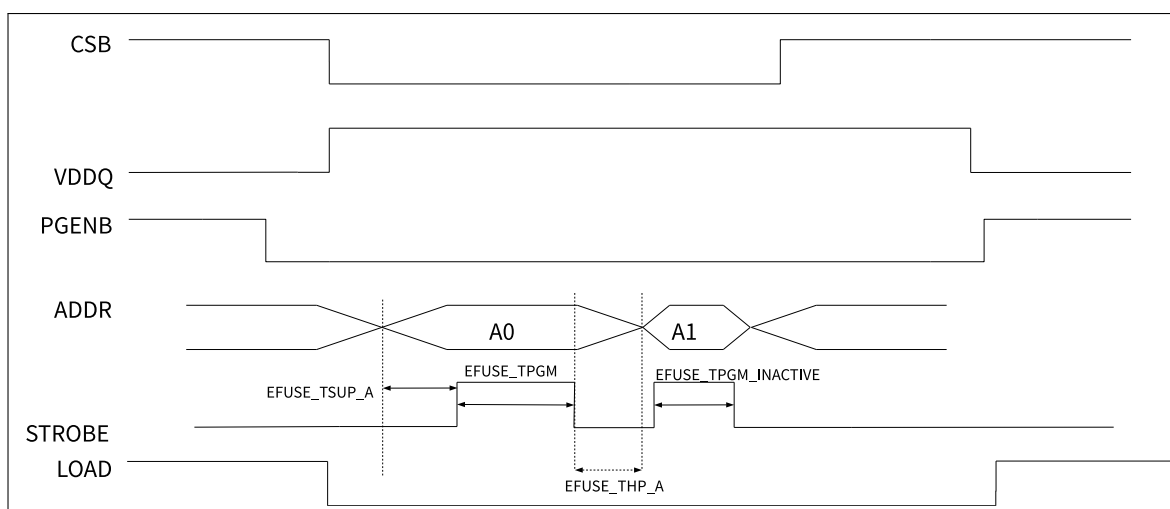 CSB
VDDQ
PGENB
ADDR
A0
A1
EFUSE_TPGM
EFUSE_TPGM_INACTIVE
EFUSE_TSUP_A
STROBE
LOAD
EFUSE_THP_A